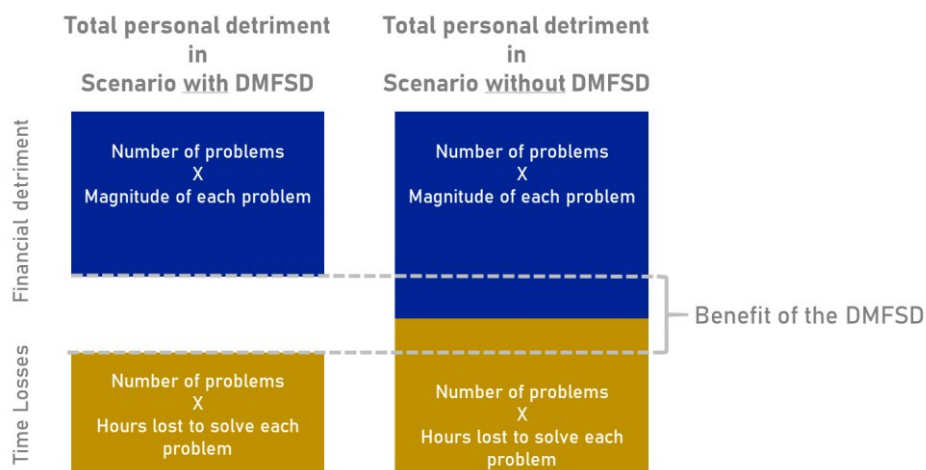 Total personal detriment
in
Scenario with DMFSD
Total personal detriment
in
Scenario without DMFSD
Financial detriment
Number of problems
X
Magnitude of each problem
Number of problems
X
Magnitude of each problem
Benefit of the DMFSD
Time Losses
Number of problems
X
Hours lost to solve each
problem
Number of problems
X
Hours lost to solve each
problem